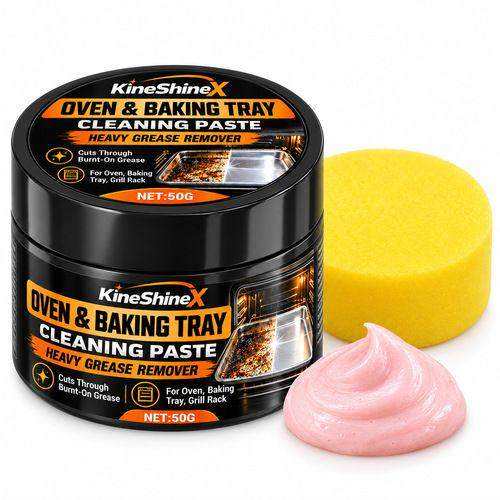 KineShineX
OVEN & BAKING TRAY
CLEANING PASTE
HEAVY GREASE REMOVER
Cuts Through
Burnt-On Grease
For Oven, Baking
Tray, Grill Rack
NET:50G
KineShineX
OVEN & BAKING TRAY
CLEANING PASTE
HEAVY GREASE REMOVER
Cuts Through
Burnt-On Grease
For Oven, Baking
Tray, Grill Rack
NET:50G